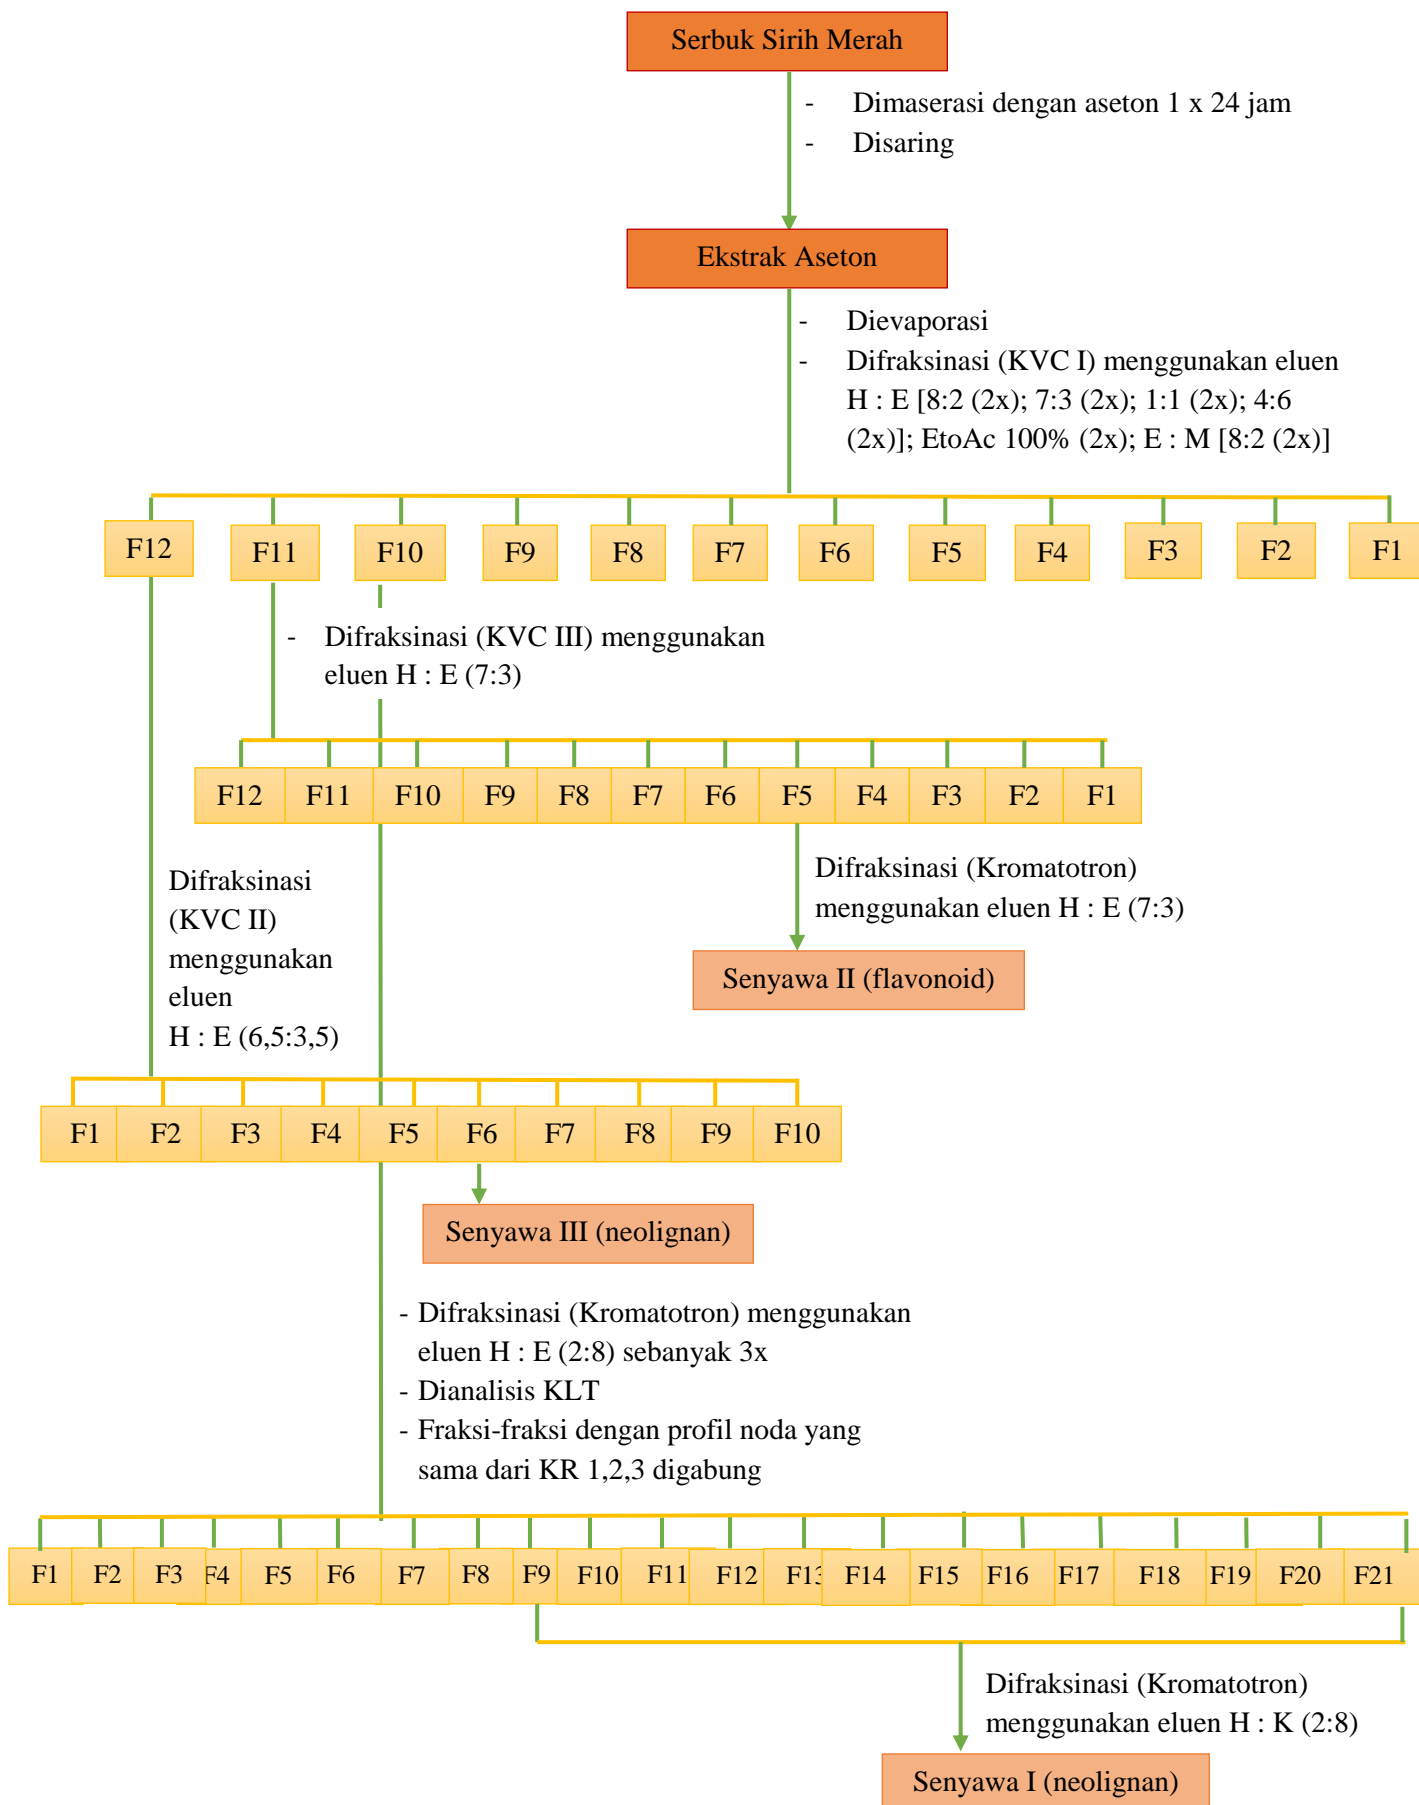 Serbuk Sirih Merah
- Dimaserasi dengan aseton 1 x 24 jam
- Disaring
Ekstrak Aseton
- Dievaporasi
- Difraksinasi (KVC I) menggunakan eluen
H : E [8:2 (2x); 7:3 (2x); 1:1 (2x); 4:6
(2x)]; EtoAc 100% (2x); E : M [8:2 (2x)]
F12 F11 F10 F9 F8 F7 F6 F5 F4 F3 F2 F1
- Difraksinasi (KVC III) menggunakan
eluen H : E (7:3)
F12 F11 F10 F9 F8 F7 F6 F5 F4 F3 F2 F1
Difraksinasi (Kromatotron)
menggunakan eluen H : E (7:3)
Senyawa II (flavonoid)
Difraksinasi
(KVC II)
menggunakan
eluen
H : E (6,5:3,5)
F1 F2 F3 F4 F5 F6 F7 F8 F9 F10
Senyawa III (neolignan)
- Difraksinasi (Kromatotron) menggunakan
eluen H : E (2:8) sebanyak 3x
- Dianalisis KLT
- Fraksi-fraksi dengan profil noda yang
sama dari KR 1,2,3 digabung
F1 F2 F3 F4 F5 F6 F7 F8 F9 F10 F11 F12 F13 F14 F15 F16 F17 F18 F19 F20 F21
Difraksinasi (Kromatotron)
menggunakan eluen H : K (2:8)
Senyawa I (neolignan)